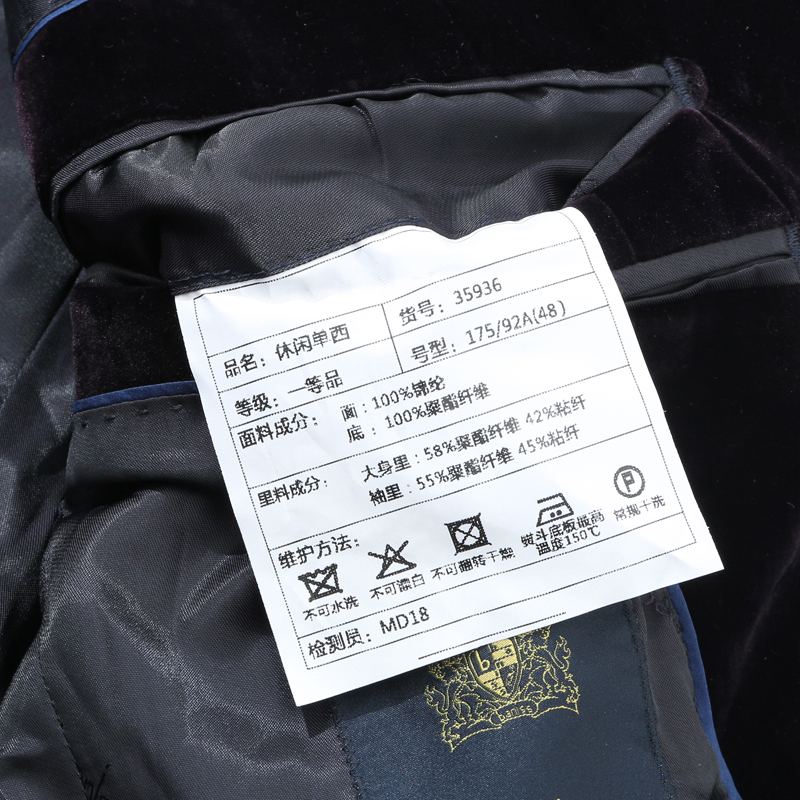 品名：休闲单西
货号：35936
等级：一等品
号型：175/92A(48)
面料成分：
面：100%锦纶
底：100%聚酯纤维
里料成分：
大身里：58%聚酯纤维 42%粘纤
袖里：55%聚酯纤维 45%粘纤
维护方法：
P
不可水洗
不可漂白
不可翻转干燥
熨斗底板最高
温度150℃
常规干洗
检测员：MD18
b
baniss